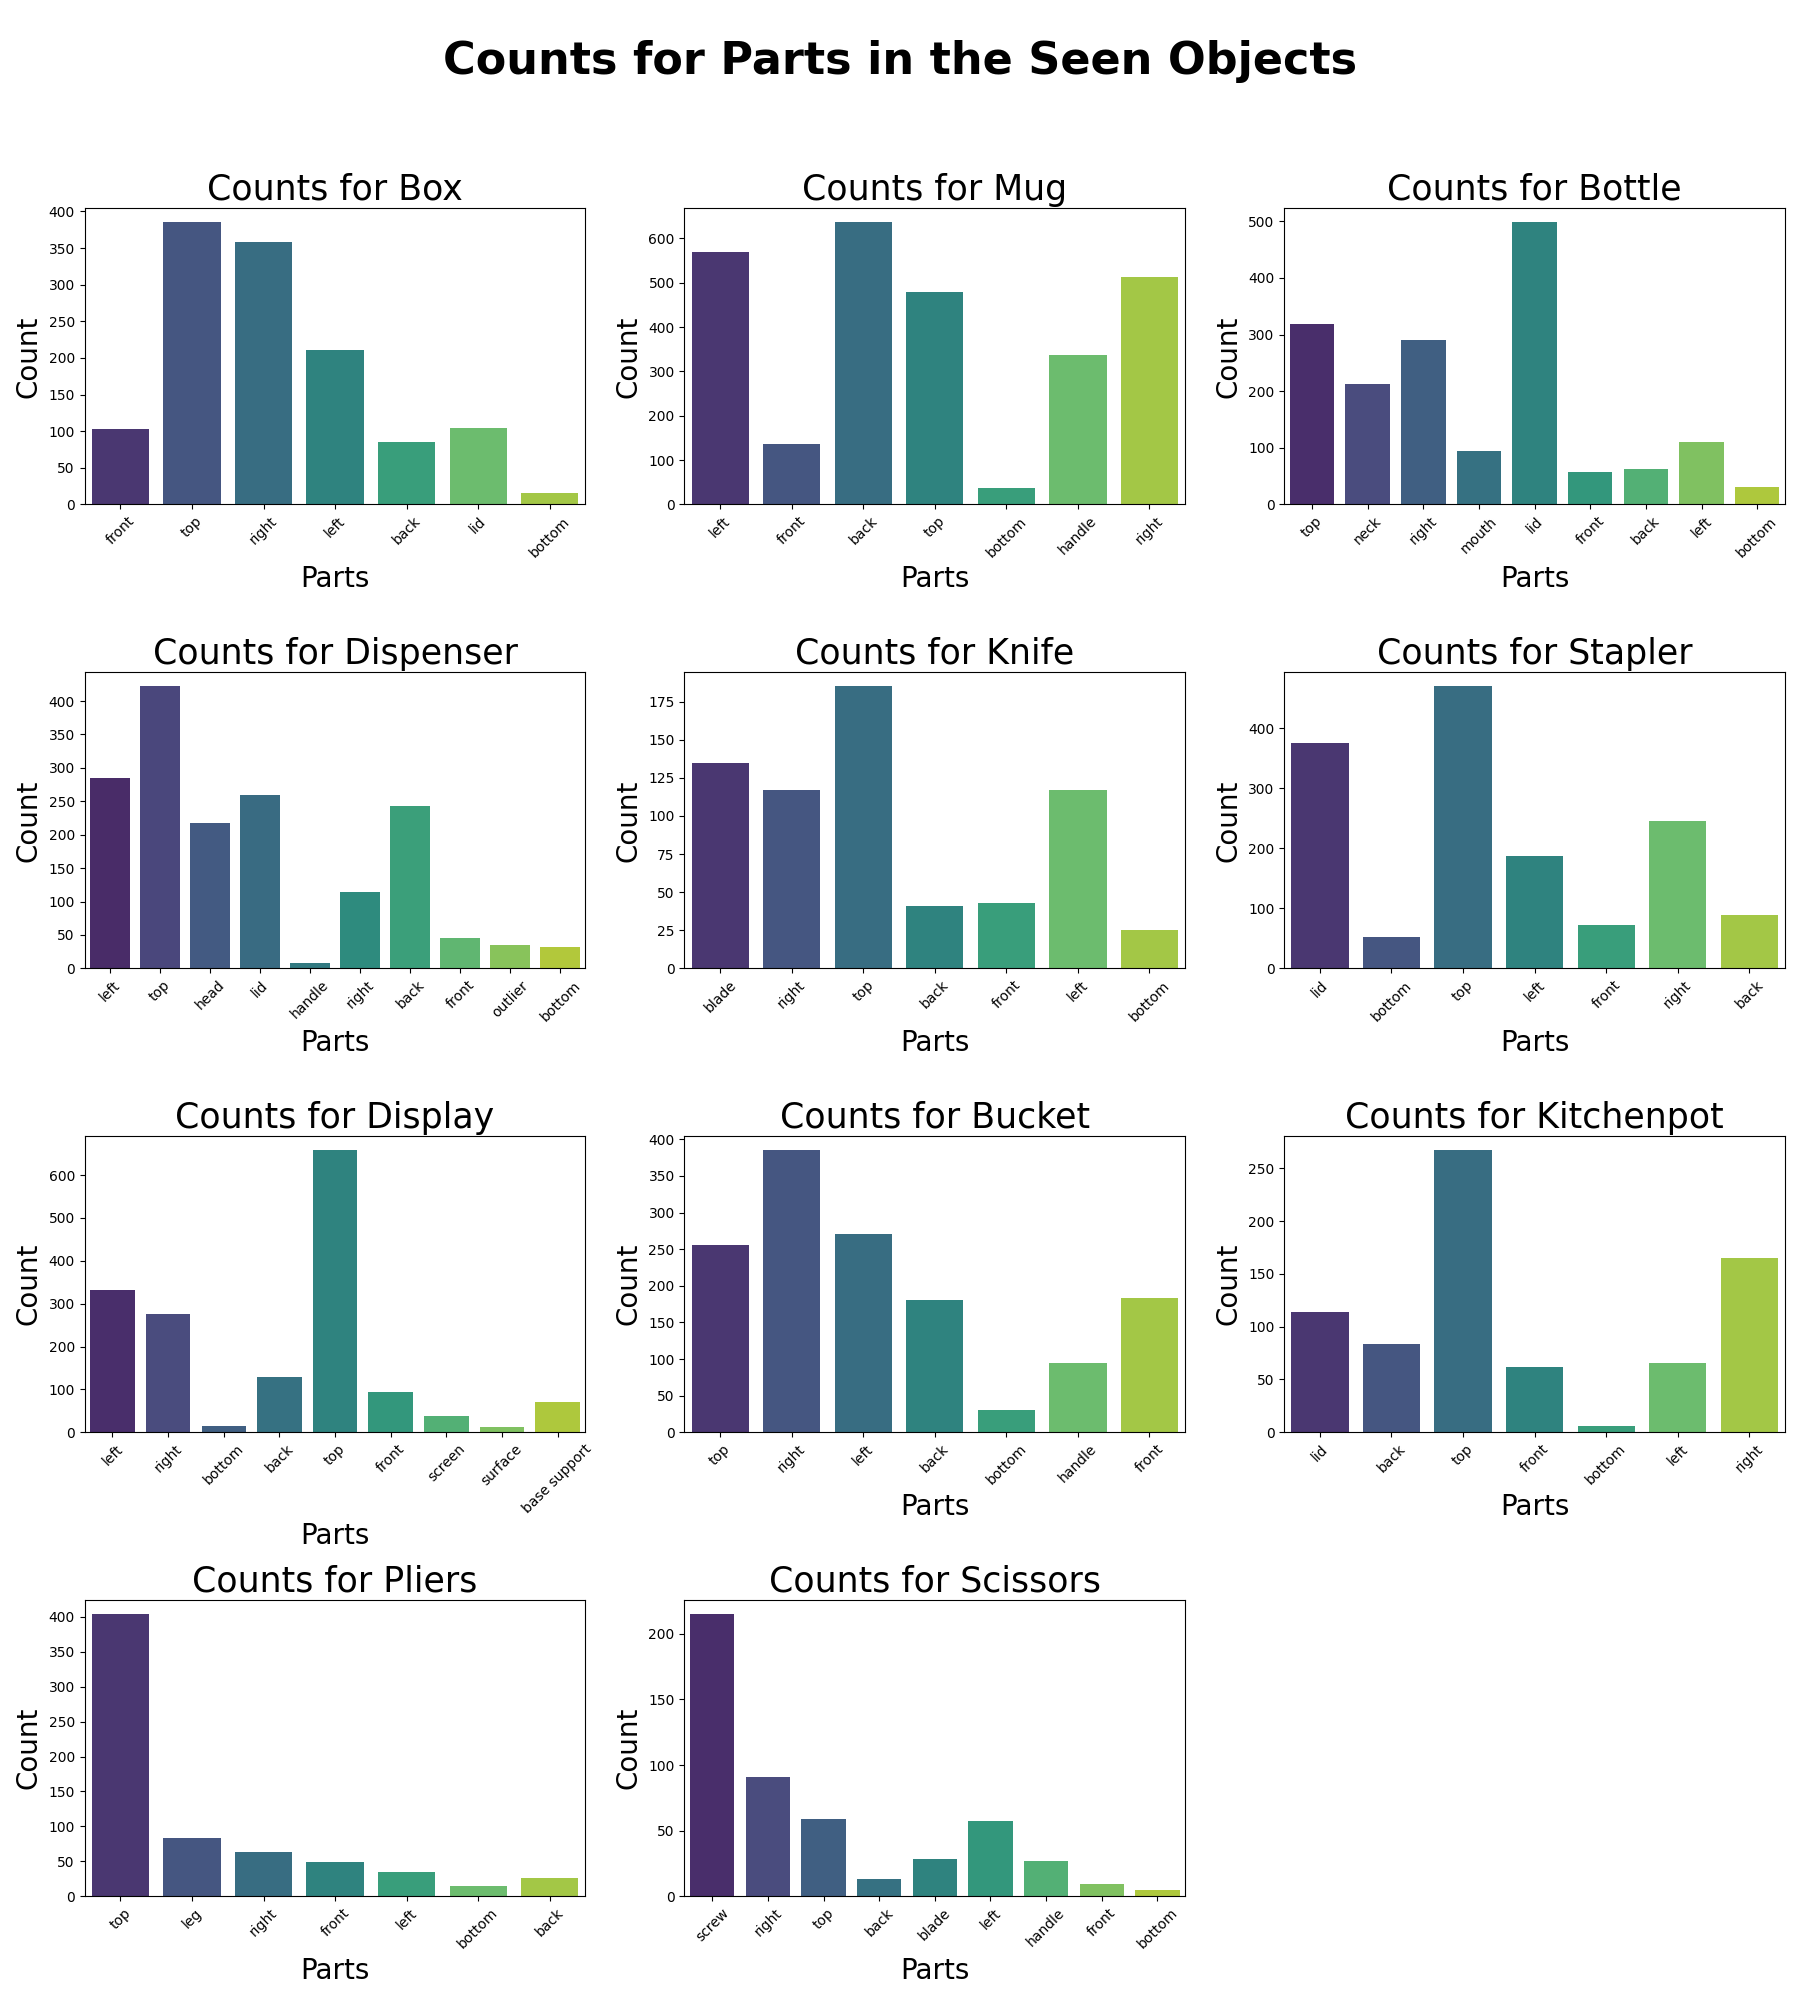 Counts for Parts in the Seen Objects
Counts for Box
Count
400
350
300
250
200
150
100
50
0
front
top
right
left
back
lid
bottom
Parts
Counts for Mug
Count
600
500
400
300
200
100
0
left
front
back
top
bottom
handle
right
Parts
Counts for Bottle
Count
500
400
300
200
100
0
top
neck
right
mouth
lid
front
back
left
bottom
Parts
Counts for Dispenser
Count
400
350
300
250
200
150
100
50
0
left
top
head
lid
handle
right
back
front
outlier
bottom
Parts
Counts for Knife
Count
175
150
125
100
75
50
25
0
blade
right
top
back
front
left
bottom
Parts
Counts for Stapler
Count
400
300
200
100
0
lid
bottom
top
left
front
right
back
Parts
Counts for Display
Count
600
500
400
300
200
100
0
left
right
bottom
back
top
front
screen
surface
base support
Parts
Counts for Bucket
Count
400
350
300
250
200
150
100
50
0
top
right
left
back
bottom
handle
front
Parts
Counts for Kitchenpot
Count
250
200
150
100
50
0
lid
back
top
front
bottom
left
right
Parts
Counts for Pliers
Count
400
350
300
250
200
150
100
50
0
top
leg
right
front
left
bottom
back
Parts
Counts for Scissors
Count
200
150
100
50
0
screw
right
top
back
blade
left
handle
front
bottom
Parts